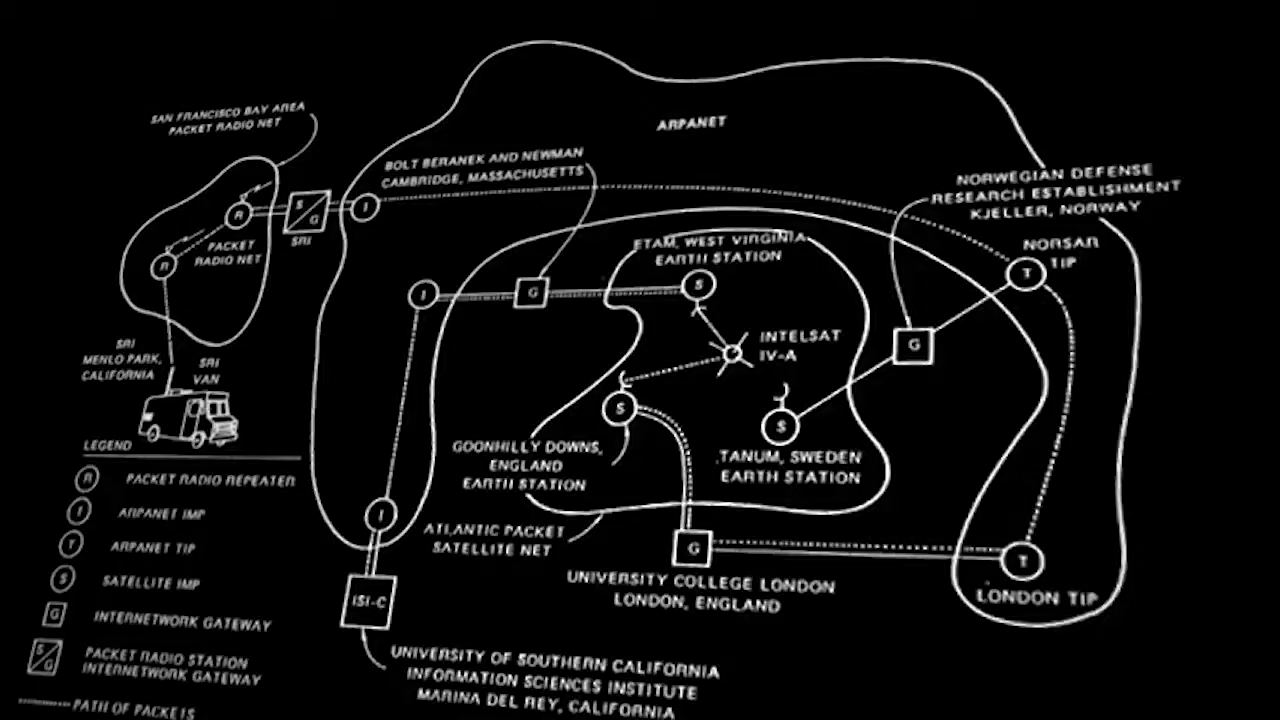 SAN FRANCISCO BAY AREA
PACKET RADIO NET
ARPANET
BOLT BERANEK AND NEWMAN
CAMBRIDGE, MASSACHUSETTS
NORWEGIAN DEFENSE
RESEARCH ESTABLISHMENT
KJELLER, NORWAY
R
S
G
I
SRI
PACKET
RADIO NET
R
ETAM, WEST VIRGINIA
EARTH STATION
NORSAR
TIP
T
I
G
S
INTELSAT
IV-A
G
SRI
MENLO PARK,
CALIFORNIA
SRI
VAN
S
S
GOONHILLY DOWNS,
ENGLAND
EARTH STATION
TANUM, SWEDEN
EARTH STATION
I
ATLANTIC PACKET
SATELLITE NET
G
T
UNIVERSITY COLLEGE LONDON
LONDON, ENGLAND
LONDON TIP
ISI-C
UNIVERSITY OF SOUTHERN CALIFORNIA
INFORMATION SCIENCES INSTITUTE
MARINA DEL REY, CALIFORNIA
LEGEND
R PACKET RADIO REPEATER
I ARPANET IMP
T ARPANET TIP
S SATELLITE IMP
G INTERNETWORK GATEWAY
S/G PACKET RADIO STATION
INTERNETWORK GATEWAY
PATH OF PACKETS